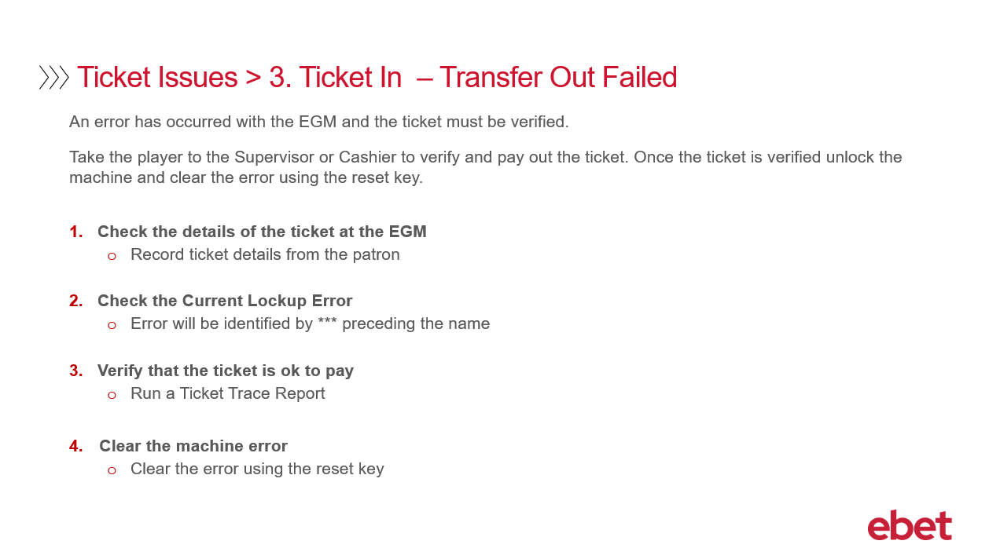 Ticket Issues > 3. Ticket In – Transfer Out Failed
An error has occurred with the EGM and the ticket must be verified.
Take the player to the Supervisor or Cashier to verify and pay out the ticket. Once the ticket is verified unlock the
machine and clear the error using the reset key.
1. Check the details of the ticket at the EGM
o Record ticket details from the patron
2. Check the Current Lockup Error
o Error will be identified by *** preceding the name
3. Verify that the ticket is ok to pay
o Run a Ticket Trace Report
4. Clear the machine error
o Clear the error using the reset key
ebet